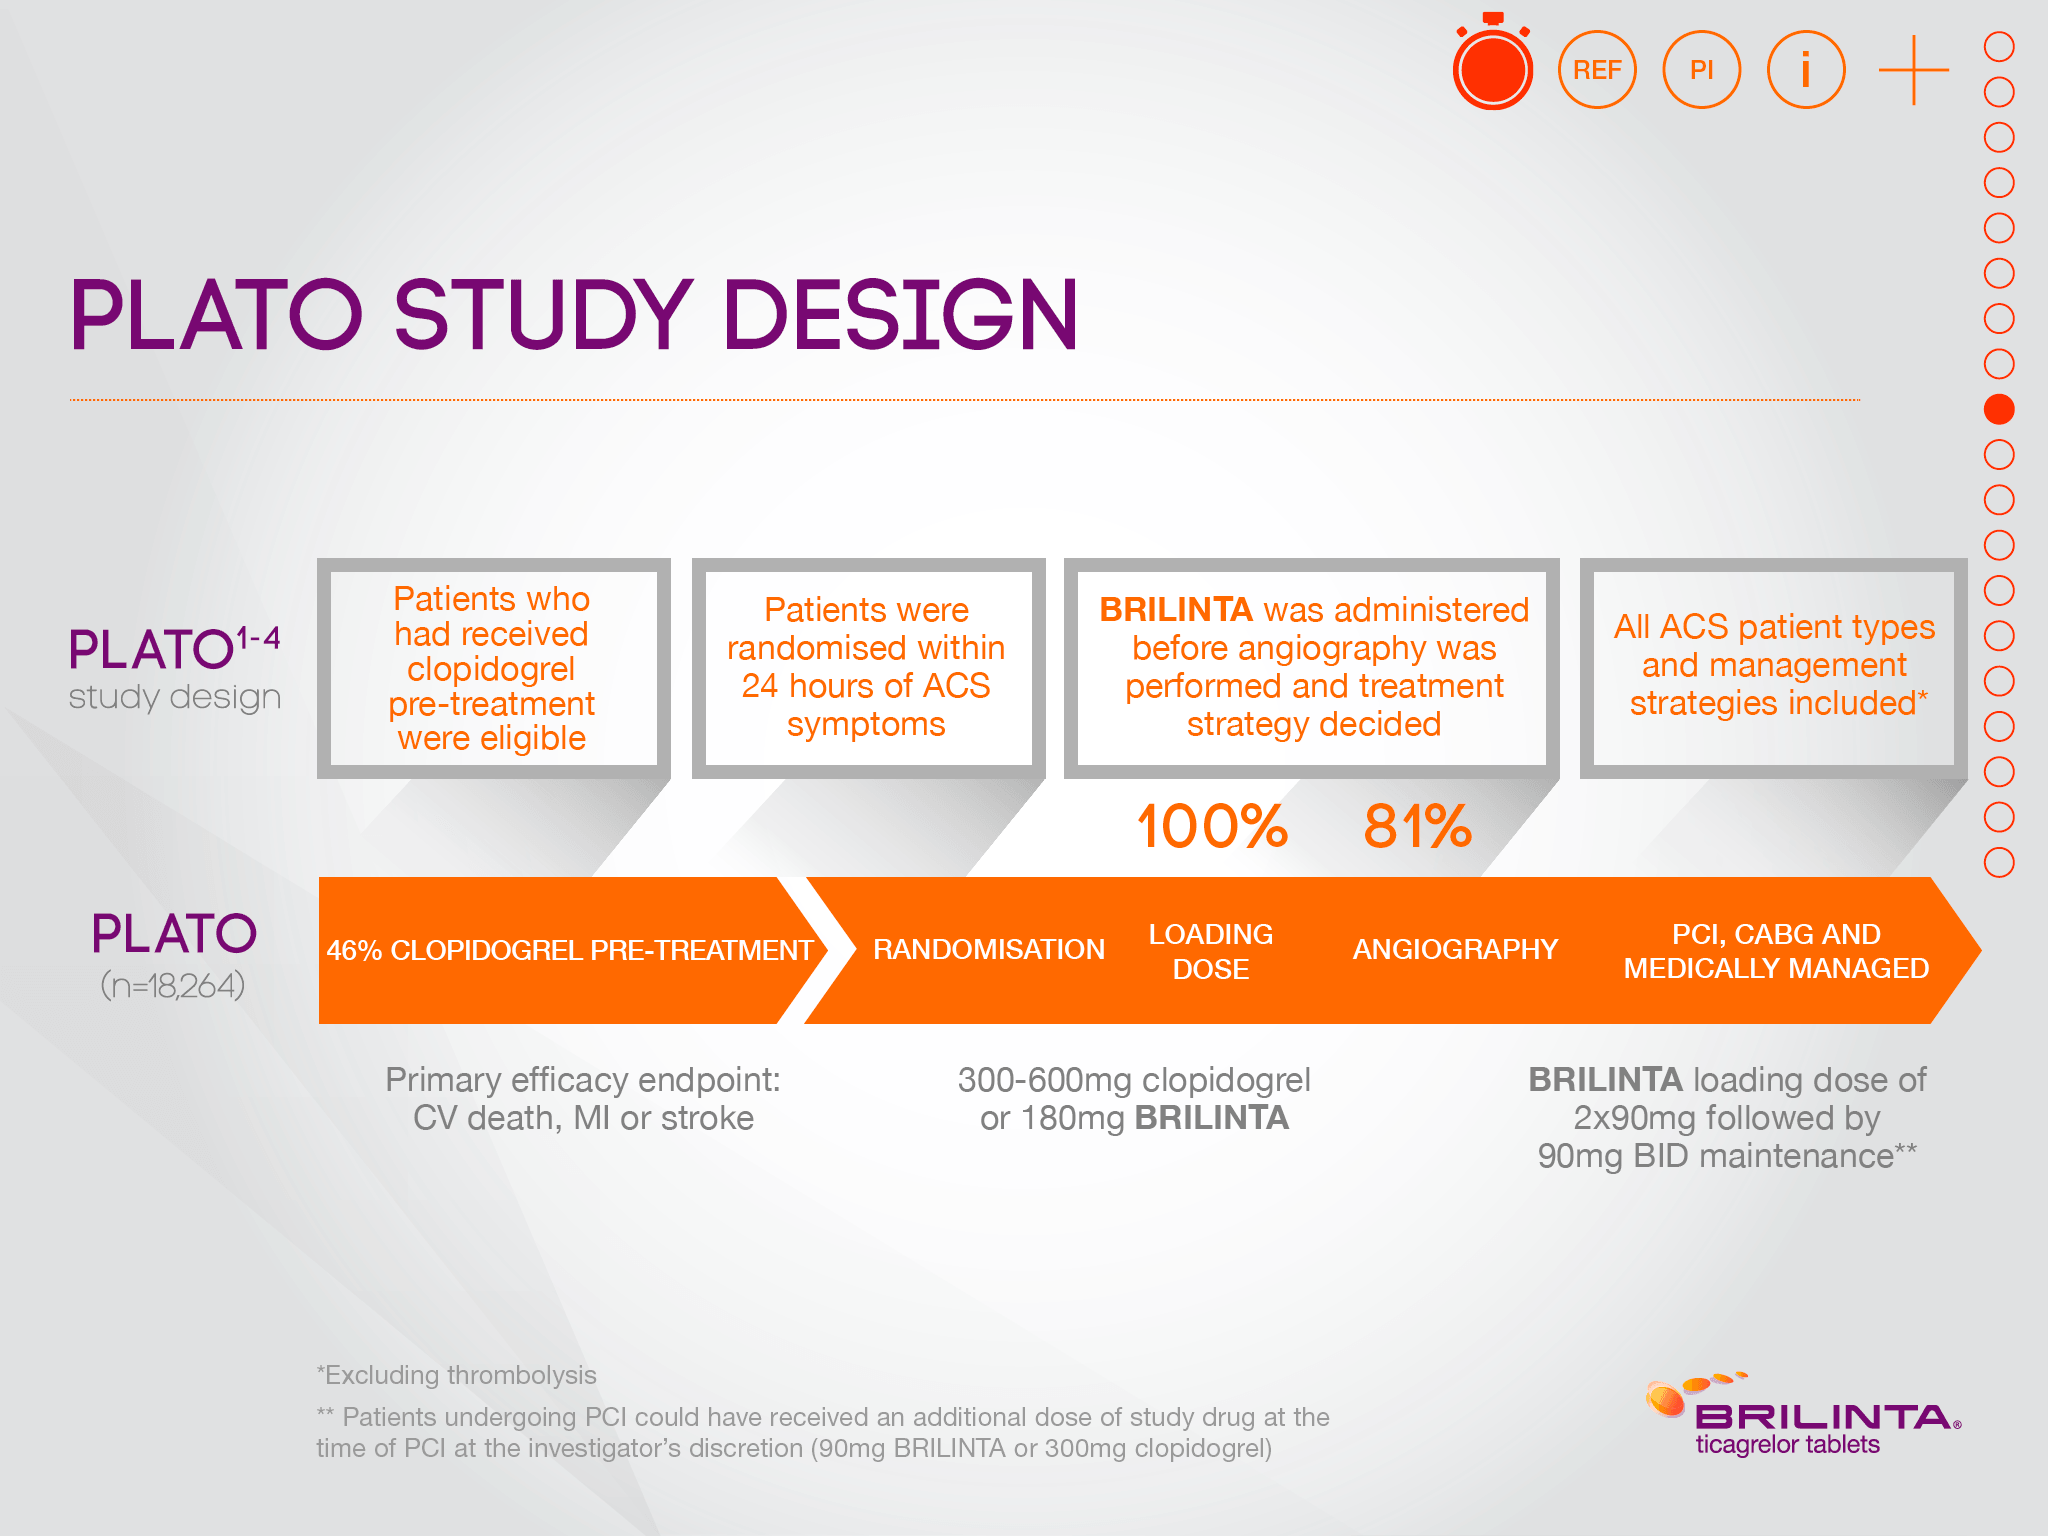 REF
PI
i
PLATO STUDY DESIGN
PLATO1-4
study design
Patients who
had received
clopidogrel
pre-treatment
were eligible
Patients were
randomised within
24 hours of ACS
symptoms
BRILINTA was administered
before angiography was
performed and treatment
strategy decided
All ACS patient types
and management
strategies included*
100%
81%
PLATO
(n=18,264)
46% CLOPIDOGREL PRE-TREATMENT
RANDOMISATION
LOADING
DOSE
ANGIOGRAPHY
PCI, CABG AND
MEDICALLY MANAGED
Primary efficacy endpoint:
CV death, MI or stroke
300-600mg clopidogrel
or 180mg BRILINTA
BRILINTA loading dose of
2x90mg followed by
90mg BID maintenance**
*Excluding thrombolysis
** Patients undergoing PCI could have received an additional dose of study drug at the
time of PCI at the investigator's discretion (90mg BRILINTA or 300mg clopidogrel)
BRILINTA®
ticagrelor tablets